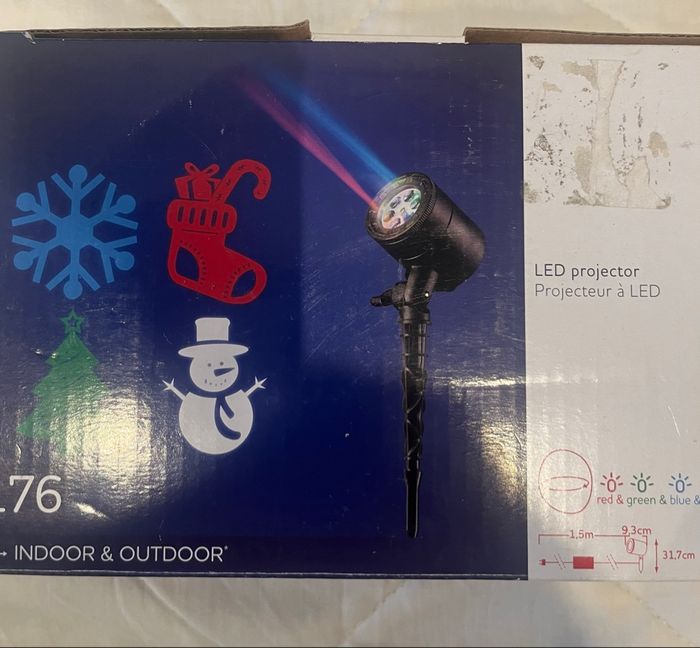 LED projector
Projecteur à LED
.76
INDOOR & OUTDOOR*
red & green & blue &
1,5m
9,3cm
31,7cm